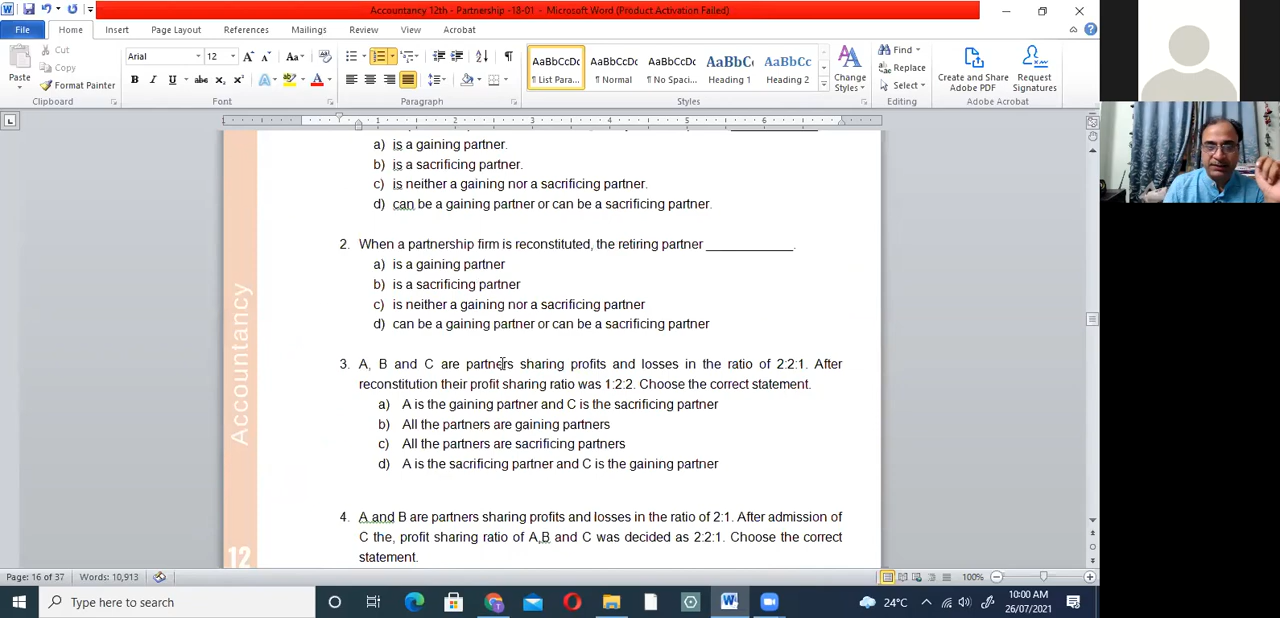 Accountancy 12th - Partnership -18-01 - Microsoft Word (Product Activation Failed)
File Home Insert Page Layout References Mailings Review View Acrobat
Paste
Cut
Copy
Format Painter
Clipboard
Arial 12
Font
Paragraph
AaBbCcDc AaBbCcDc AaBbCcDc AaBbCc AaBbCc
¶ List Para... ¶ Normal ¶ No Spaci... Heading 1 Heading 2
Change Styles
Styles
Find
Replace
Select
Editing
Create and Share Adobe PDF
Request Signatures
Adobe Acrobat
1 2 3 4 5 6
a) is a gaining partner.
b) is a sacrificing partner.
c) is neither a gaining nor a sacrificing partner.
d) can be a gaining partner or can be a sacrificing partner.
2. When a partnership firm is reconstituted, the retiring partner ____________.
a) is a gaining partner
b) is a sacrificing partner
c) is neither a gaining nor a sacrificing partner
d) can be a gaining partner or can be a sacrificing partner
3. A, B and C are partners sharing profits and losses in the ratio of 2:2:1. After
reconstitution their profit sharing ratio was 1:2:2. Choose the correct statement.
a) A is the gaining partner and C is the sacrificing partner
b) All the partners are gaining partners
c) All the partners are sacrificing partners
d) A is the sacrificing partner and C is the gaining partner
4. A and B are partners sharing profits and losses in the ratio of 2:1. After admission of
C the, profit sharing ratio of A,B and C was decided as 2:2:1. Choose the correct
statement.
Accountancy
12
Page: 16 of 37 Words: 10,913 100%
Type here to search
24°C
10:00 AM
26/07/2021